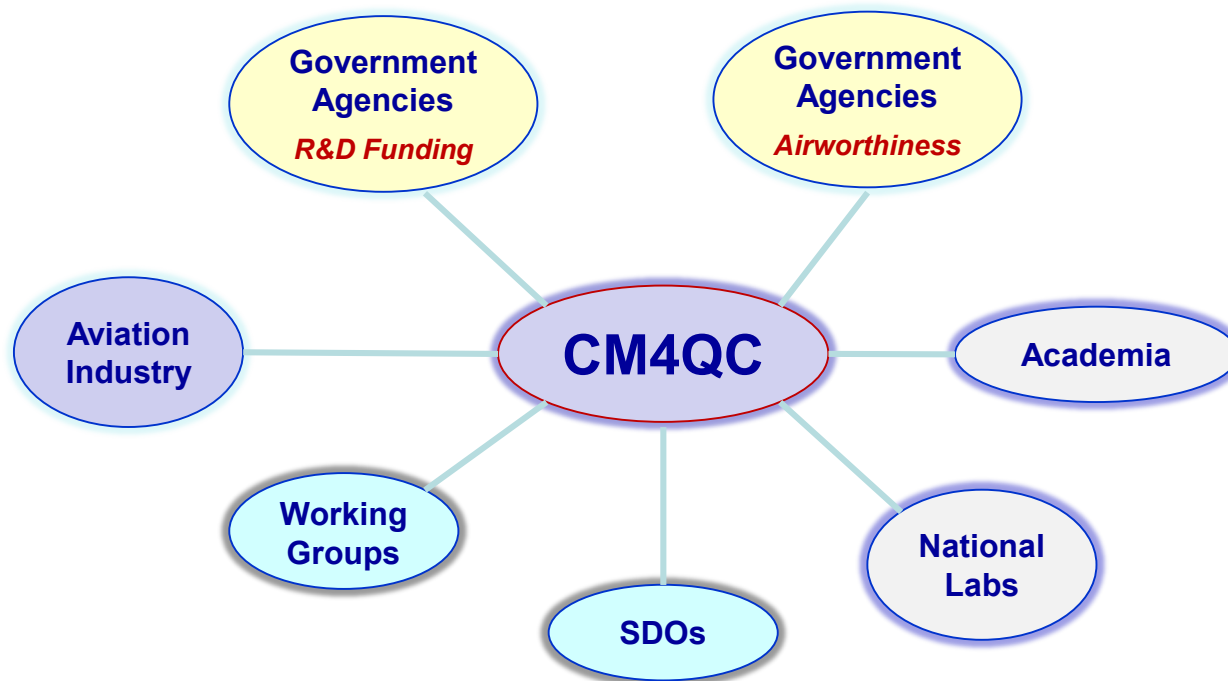 Government
Agencies
R&D Funding
Government
Agencies
Airworthiness
Aviation
Industry
CM4QC
Academia
Working
Groups
National
Labs
SDOs